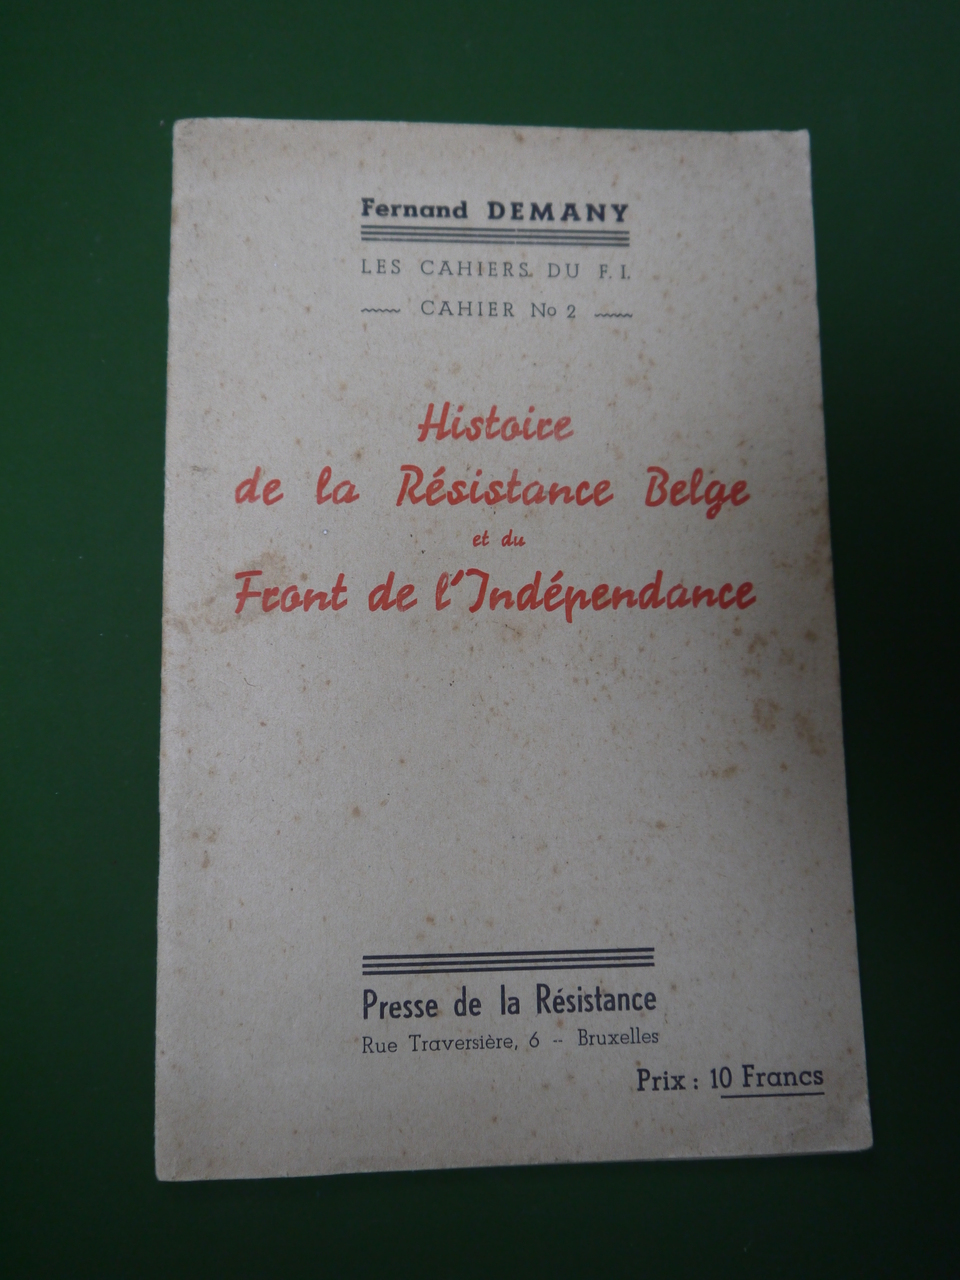 Fernand DEMANY
LES CAHIERS DU F. I.
CAHIER No 2
Histoire
de la Résistance Belge
et du
Front de l'Indépendance
Presse de la Résistance
Rue Traversière, 6 -- Bruxelles
Prix : 10 Francs